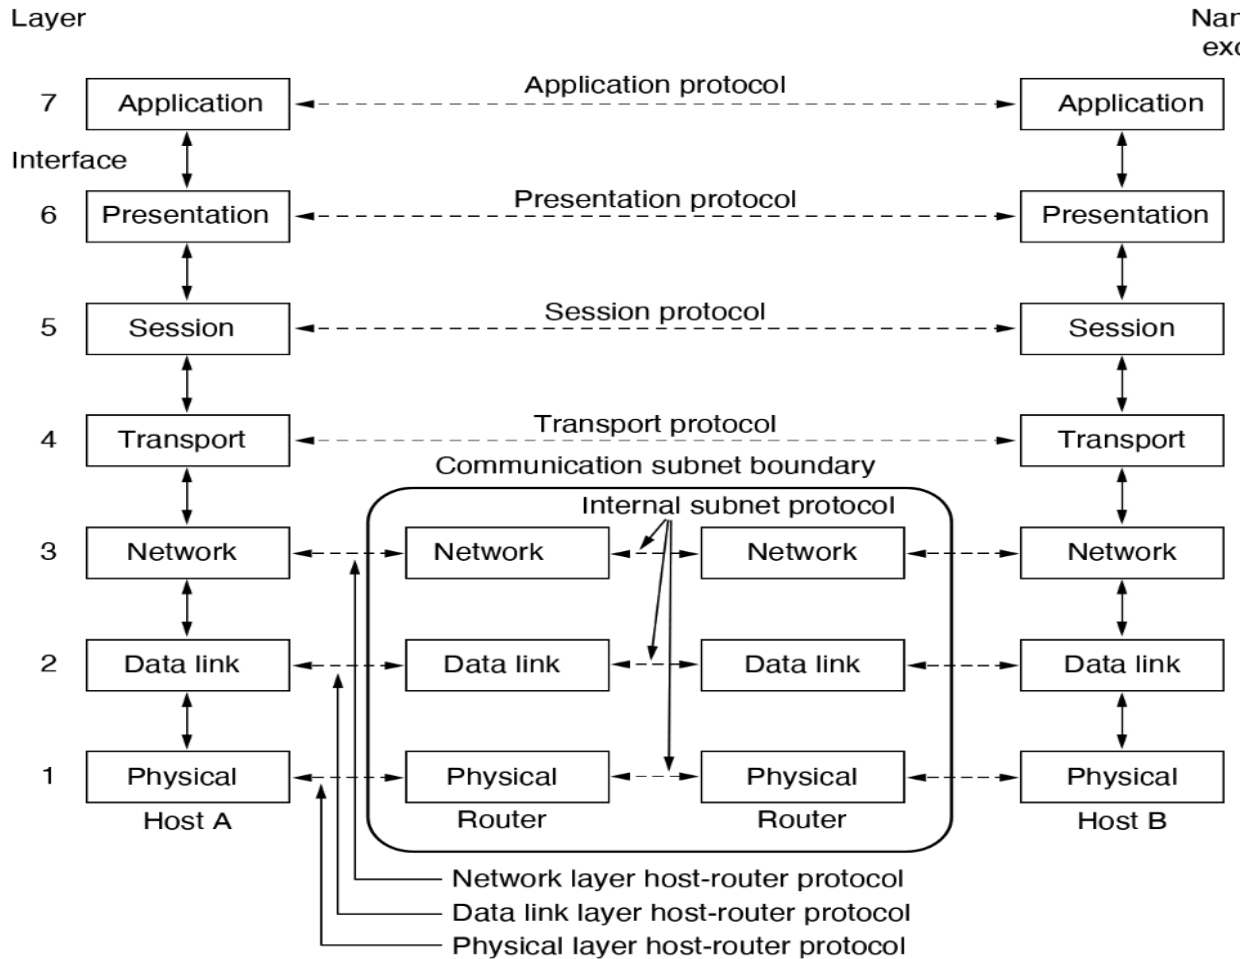 Layer
7 Application Application protocol Application
Interface
6 Presentation Presentation protocol Presentation
5 Session Session protocol Session
4 Transport Transport protocol Transport
Communication subnet boundary
Internal subnet protocol
3 Network Network Network Network
2 Data link Data link Data link Data link
1 Physical Physical Physical Physical
Host A Router Router Host B
Network layer host-router protocol
Data link layer host-router protocol
Physical layer host-router protocol